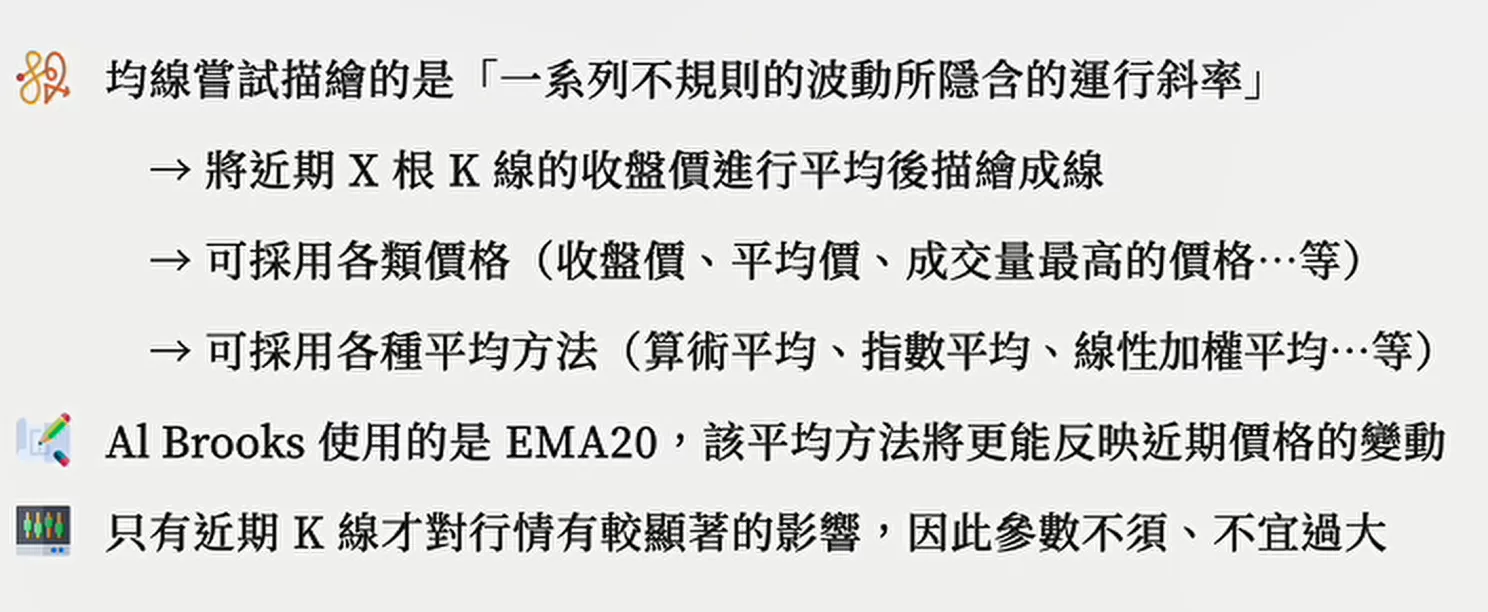 均線嘗試描繪的是「一系列不規則的波動所隱含的運行斜率」
→ 將近期 X 根 K 線的收盤價進行平均後描繪成線
→ 可採用各類價格（收盤價、平均價、成交量最高的價格…等）
→ 可採用各種平均方法（算術平均、指數平均、線性加權平均…等）
Al Brooks 使用的是 EMA20，該平均方法將更能反映近期價格的變動
只有近期 K 線才對行情有較顯著的影響，因此參數不須、不宜過大